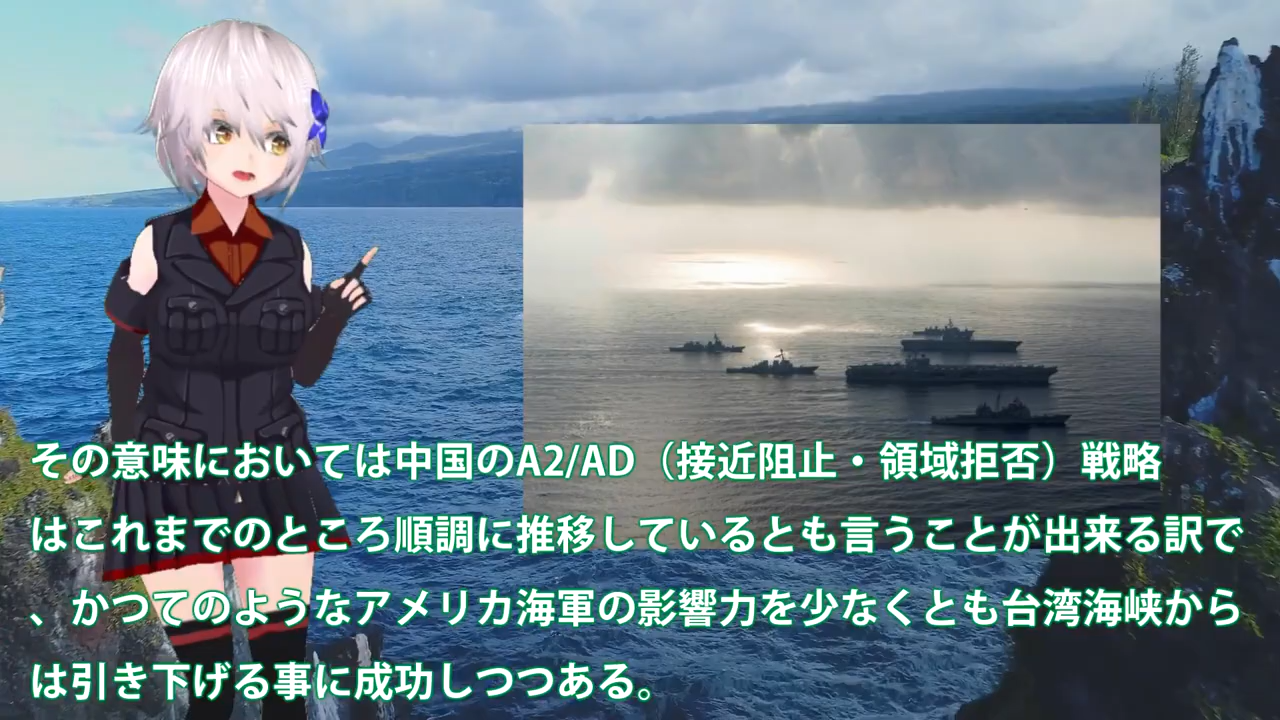 その意味においては中国のA2/AD（接近阻止・領域拒否）戦略
はこれまでのところ順調に推移しているとも言うことが出来る訳で
、かつてのようなアメリカ海軍の影響力を少なくとも台湾海峡から
は引き下げる事に成功しつつある。